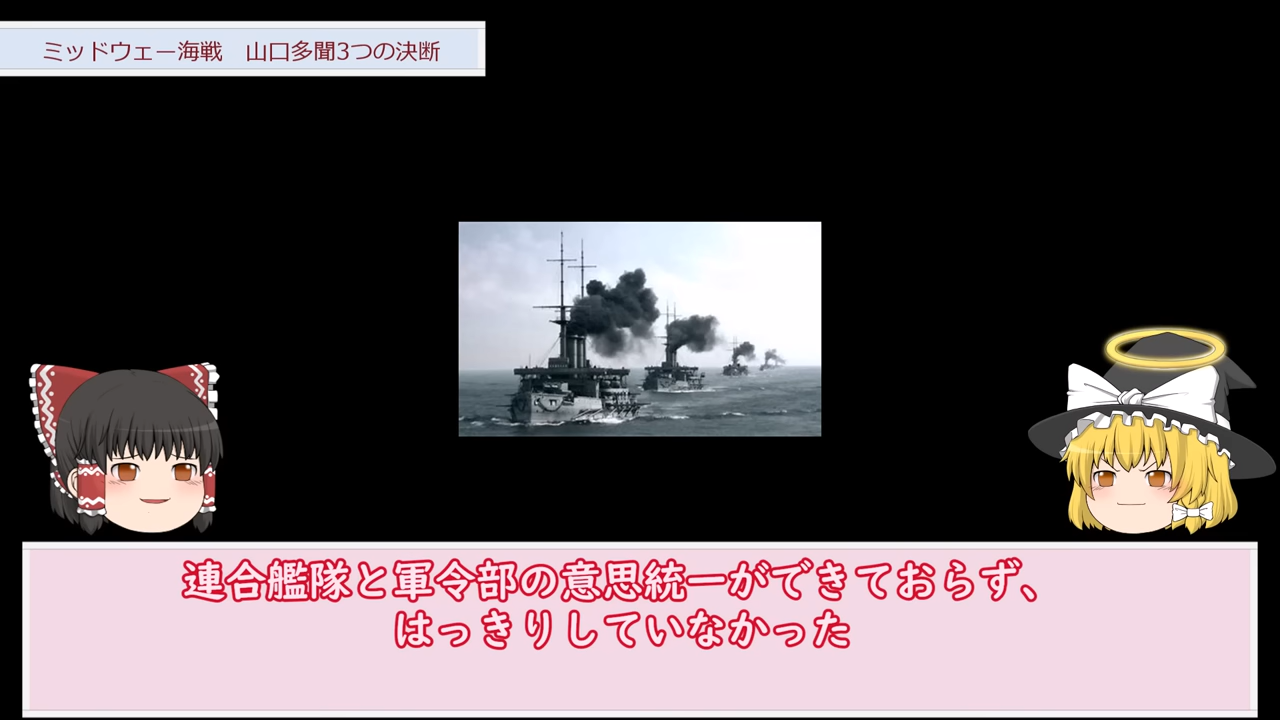 ミッドウェー海戦　山口多聞3つの決断
連合艦隊と軍令部の意思統一ができておらず、
はっきりしていなかった